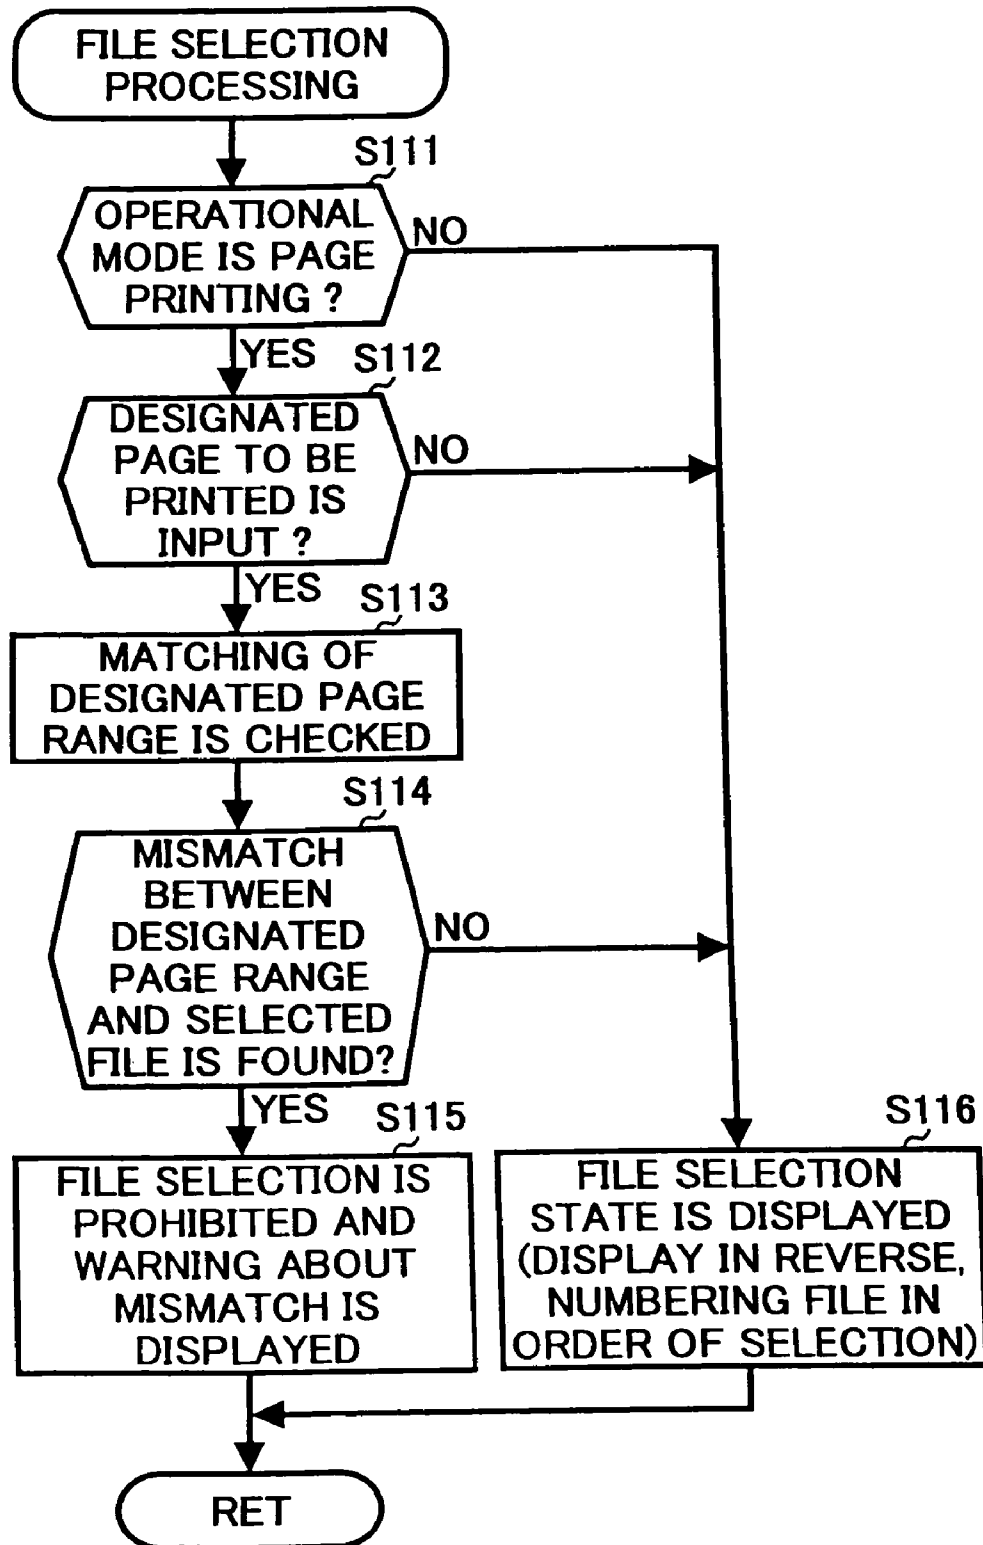 FILE SELECTION
PROCESSING
S111
OPERATIONAL
MODE IS PAGE
PRINTING ?
NO
YES
S112
DESIGNATED
PAGE TO BE
PRINTED IS
INPUT ?
NO
YES
S113
MATCHING OF
DESIGNATED PAGE
RANGE IS CHECKED
S114
MISMATCH
BETWEEN
DESIGNATED
PAGE RANGE
AND SELECTED
FILE IS FOUND?
NO
YES
S115
FILE SELECTION IS
PROHIBITED AND
WARNING ABOUT
MISMATCH IS
DISPLAYED
S116
FILE SELECTION
STATE IS DISPLAYED
(DISPLAY IN REVERSE,
NUMBERING FILE IN
ORDER OF SELECTION)
RET